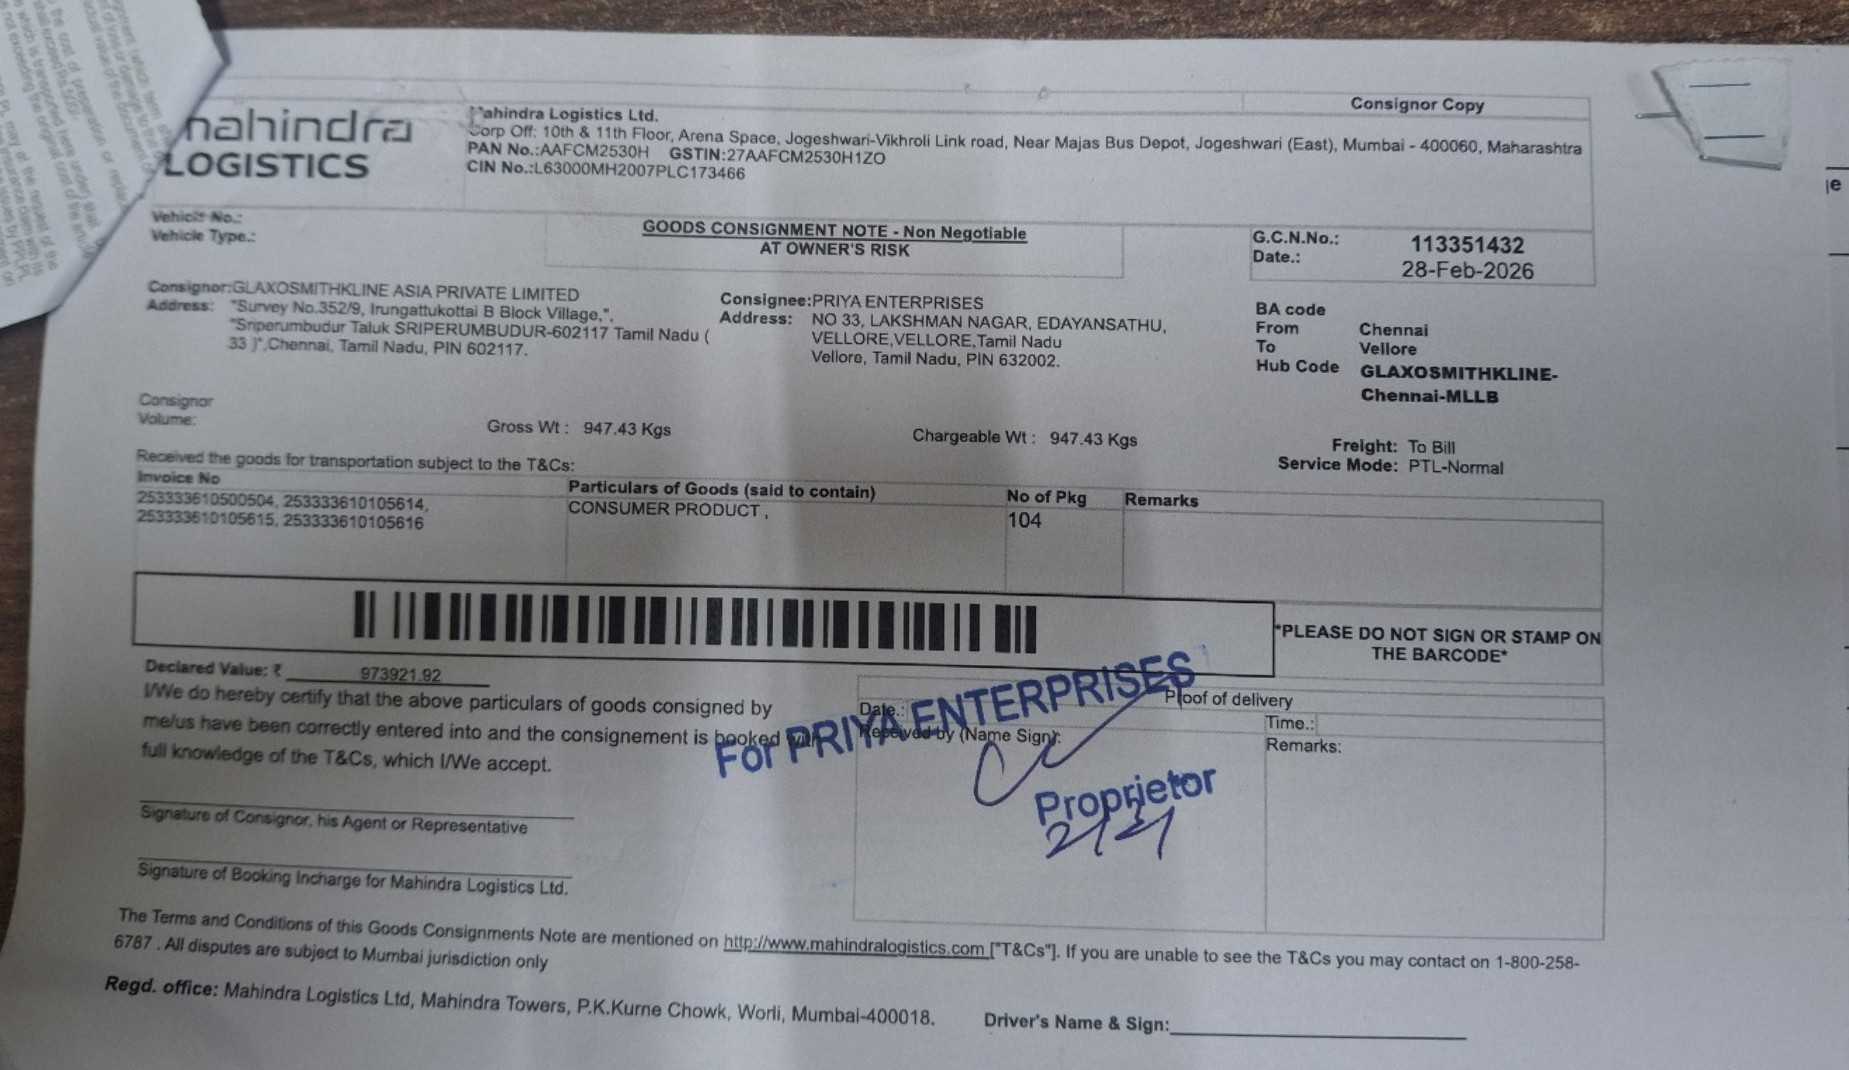 Consignor Copy
mahindra
LOGISTICS
Mahindra Logistics Ltd.
Corp Off: 10th & 11th Floor, Arena Space, Jogeshwari-Vikhroli Link road, Near Majas Bus Depot, Jogeshwari (East), Mumbai - 400060, Maharashtra
PAN No.:AAFCM2530H GSTIN:27AAFCM2530H1ZO
CIN No.:L63000MH2007PLC173466
Vehicle No.:
Vehicle Type.:
GOODS CONSIGNMENT NOTE - Non Negotiable
AT OWNER'S RISK
G.C.N.No.: 113351432
Date.: 28-Feb-2026
Consignor:GLAXOSMITHKLINE ASIA PRIVATE LIMITED
Address: "Survey No.352/9, Irungattukottai B Block Village,",
"Sriperumbudur Taluk SRIPERUMBUDUR-602117 Tamil Nadu (
33 )",Chennai, Tamil Nadu, PIN 602117.
Consignee:PRIYA ENTERPRISES
Address: NO 33, LAKSHMAN NAGAR, EDAYANSATHU,
VELLORE,VELLORE,Tamil Nadu
Vellore, Tamil Nadu, PIN 632002.
BA code
From Chennai
To Vellore
Hub Code GLAXOSMITHKLINE-
Chennai-MLLB
Consignor
Volume:
Gross Wt : 947.43 Kgs
Chargeable Wt : 947.43 Kgs
Freight: To Bill
Service Mode: PTL-Normal
Received the goods for transportation subject to the T&Cs:
Invoice No Particulars of Goods (said to contain) No of Pkg Remarks
253333610500504, 253333610105614, CONSUMER PRODUCT , 104
253333610105615, 253333610105616
*PLEASE DO NOT SIGN OR STAMP ON
THE BARCODE*
Declared Value: ₹ 973921.92
I/We do hereby certify that the above particulars of goods consigned by
me/us have been correctly entered into and the consignement is booked with
full knowledge of the T&Cs, which I/We accept.
Proof of delivery
Date.:
Time.:
Received by (Name Sign):
Remarks:
For PRIYA ENTERPRISES
Proprietor
Signature of Consignor, his Agent or Representative
Signature of Booking Incharge for Mahindra Logistics Ltd.
The Terms and Conditions of this Goods Consignments Note are mentioned on http://www.mahindralogistics.com ["T&Cs"]. If you are unable to see the T&Cs you may contact on 1-800-258-
6787 . All disputes are subject to Mumbai jurisdiction only
Regd. office: Mahindra Logistics Ltd, Mahindra Towers, P.K.Kurne Chowk, Worli, Mumbai-400018.
Driver's Name & Sign: